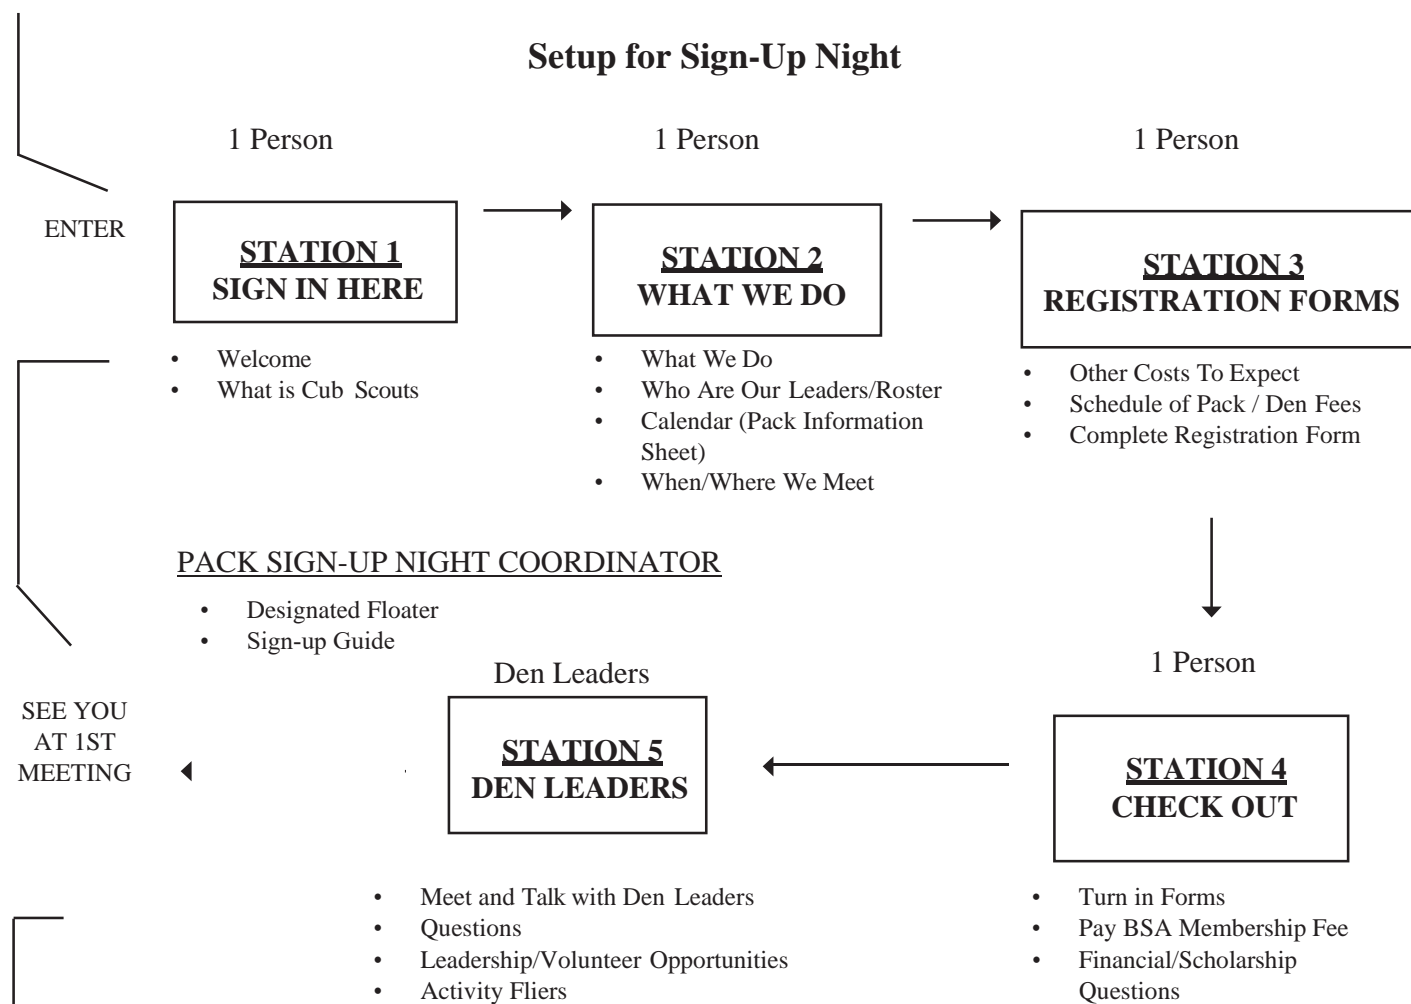 Setup for Sign-Up Night
1 Person
1 Person
1 Person
ENTER
STATION 1
SIGN IN HERE
STATION 2
WHAT WE DO
STATION 3
REGISTRATION FORMS
• Welcome
• What is Cub Scouts
• What We Do
• Who Are Our Leaders/Roster
• Calendar (Pack Information
Sheet)
• When/Where We Meet
• Other Costs To Expect
• Schedule of Pack / Den Fees
• Complete Registration Form
PACK SIGN-UP NIGHT COORDINATOR
• Designated Floater
• Sign-up Guide
1 Person
STATION 4
CHECK OUT
• Turn in Forms
• Pay BSA Membership Fee
• Financial/Scholarship
Questions
Den Leaders
STATION 5
DEN LEADERS
• Meet and Talk with Den Leaders
• Questions
• Leadership/Volunteer Opportunities
• Activity Fliers
SEE YOU
AT 1ST
MEETING